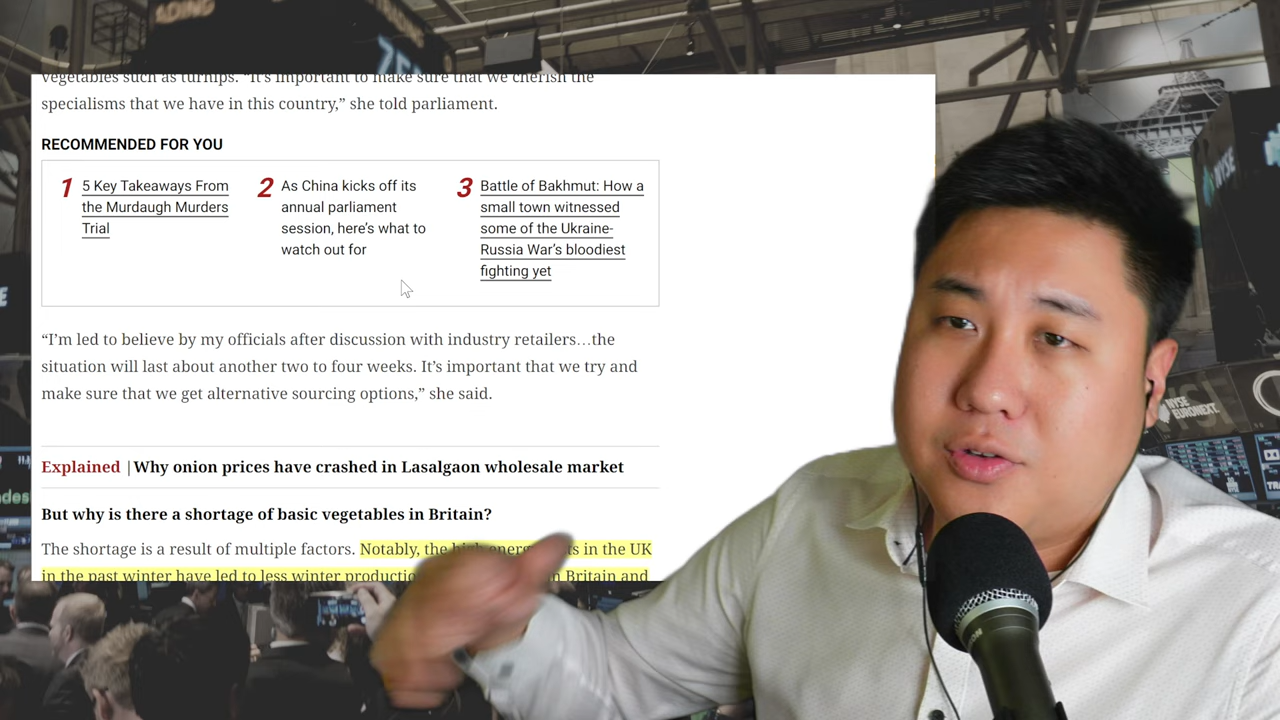 vegetables such as turnips. “It’s important to make sure that we cherish the
specialisms that we have in this country,” she told parliament.
RECOMMENDED FOR YOU
1 5 Key Takeaways From
the Murdaugh Murders
Trial
2 As China kicks off its
annual parliament
session, here’s what to
watch out for
3 Battle of Bakhmut: How a
small town witnessed
some of the Ukraine-
Russia War’s bloodiest
fighting yet
“I’m led to believe by my officials after discussion with industry retailers…the
situation will last about another two to four weeks. It’s important that we try and
make sure that we get alternative sourcing options,” she said.
Explained | Why onion prices have crashed in Lasalgaon wholesale market
But why is there a shortage of basic vegetables in Britain?
The shortage is a result of multiple factors. Notably, the high energy in the UK
in the past winter have led to less winter Britain and
NYSE
NYSE
EURONEXT